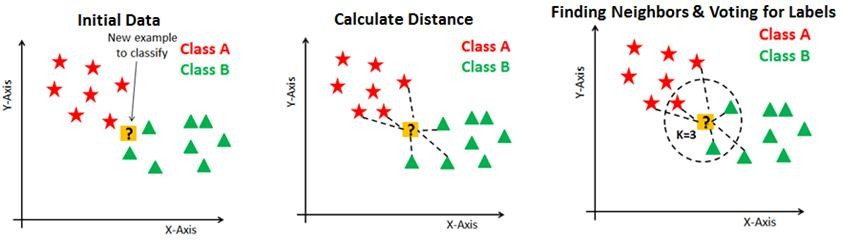 Initial Data
New example
to classify
Class A
Class B
Y-Axis
?
X-Axis
Calculate Distance
Class A
Class B
Y-Axis
?
X-Axis
Finding Neighbors & Voting for Labels
Class A
Class B
Y-Axis
?
K=3
X-Axis